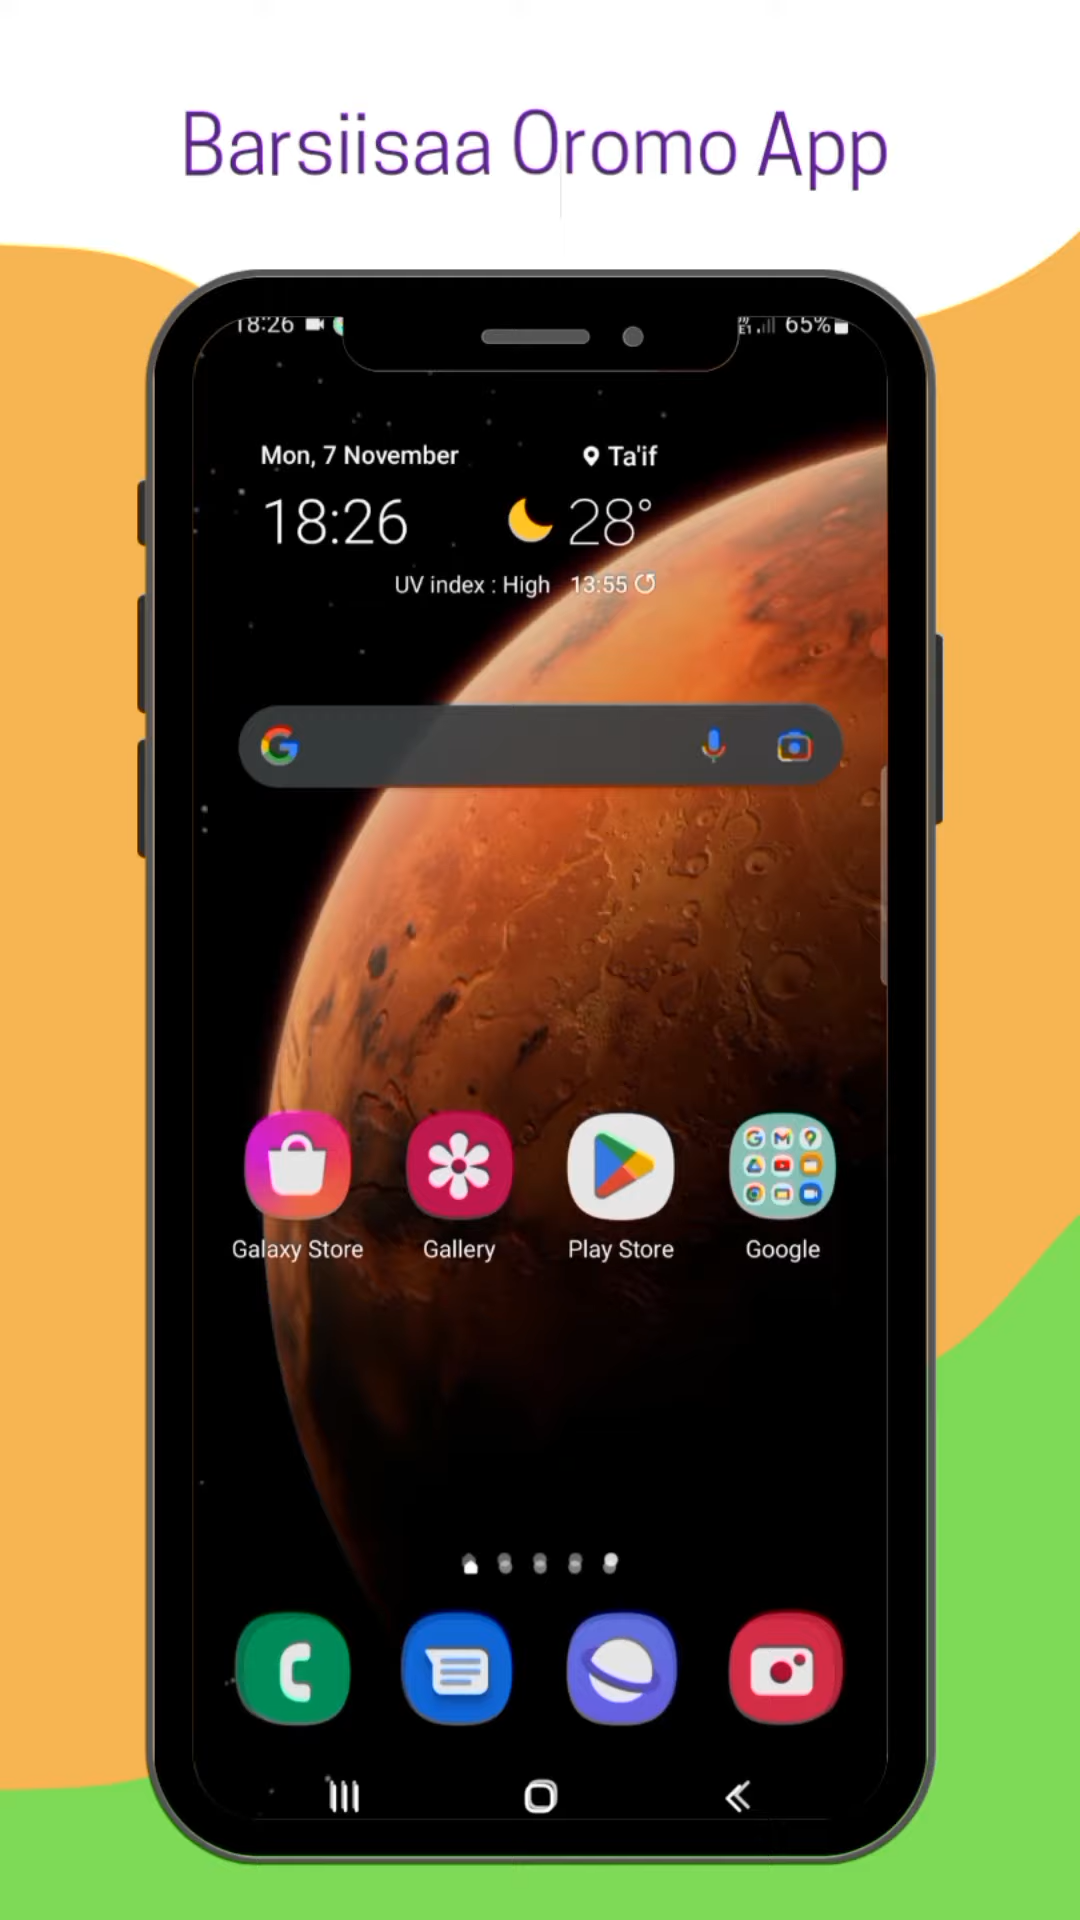 Barsiisaa Oromo App
18:26
65%
Mon, 7 November
Ta'if
18:26
28°
UV index : High 13:55
Galaxy Store
Gallery
Play Store
Google